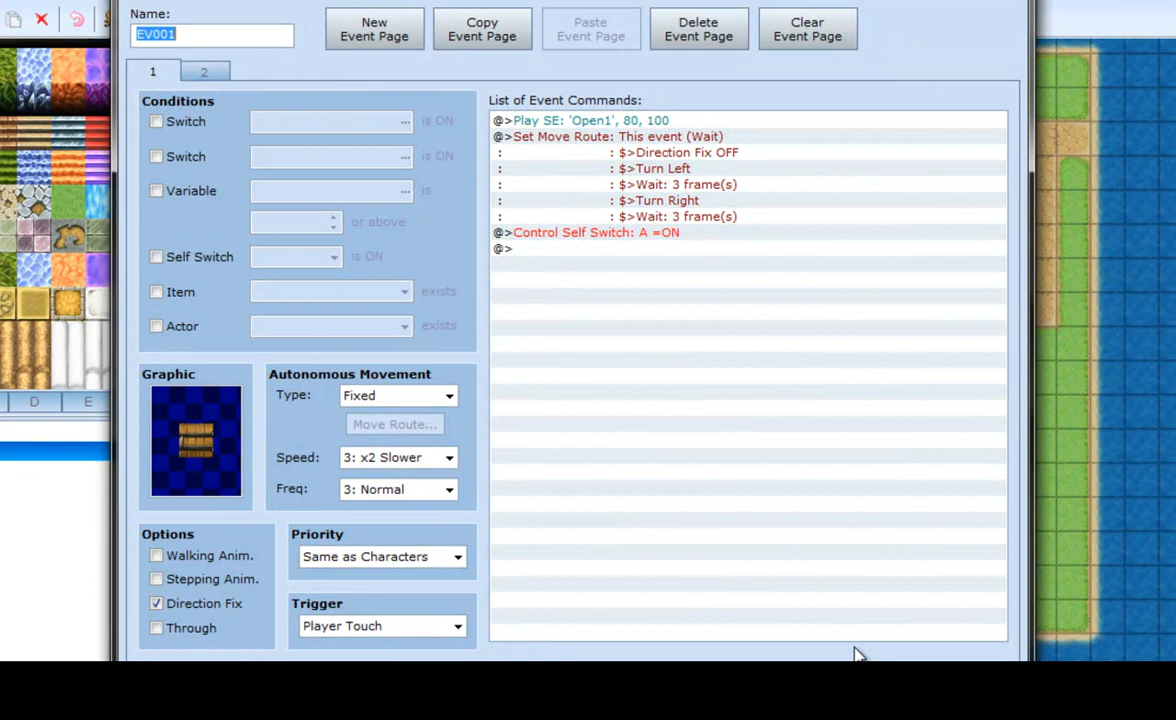 Name:
EV001
New
Event Page
Copy
Event Page
Paste
Event Page
Delete
Event Page
Clear
Event Page
1
2
Conditions
Switch
... is ON
Switch
... is ON
Variable
... is
or above
Self Switch
is ON
Item
exists
Actor
exists
List of Event Commands:
@>Play SE: 'Open1', 80, 100
@>Set Move Route: This event (Wait)
: : $>Direction Fix OFF
: : $>Turn Left
: : $>Wait: 3 frame(s)
: : $>Turn Right
: : $>Wait: 3 frame(s)
@>Control Self Switch: A =ON
@>
Graphic
Autonomous Movement
Type: Fixed
Move Route...
Speed: 3: x2 Slower
Freq: 3: Normal
Options
Walking Anim.
Stepping Anim.
Direction Fix
Through
Priority
Same as Characters
Trigger
Player Touch
D
E